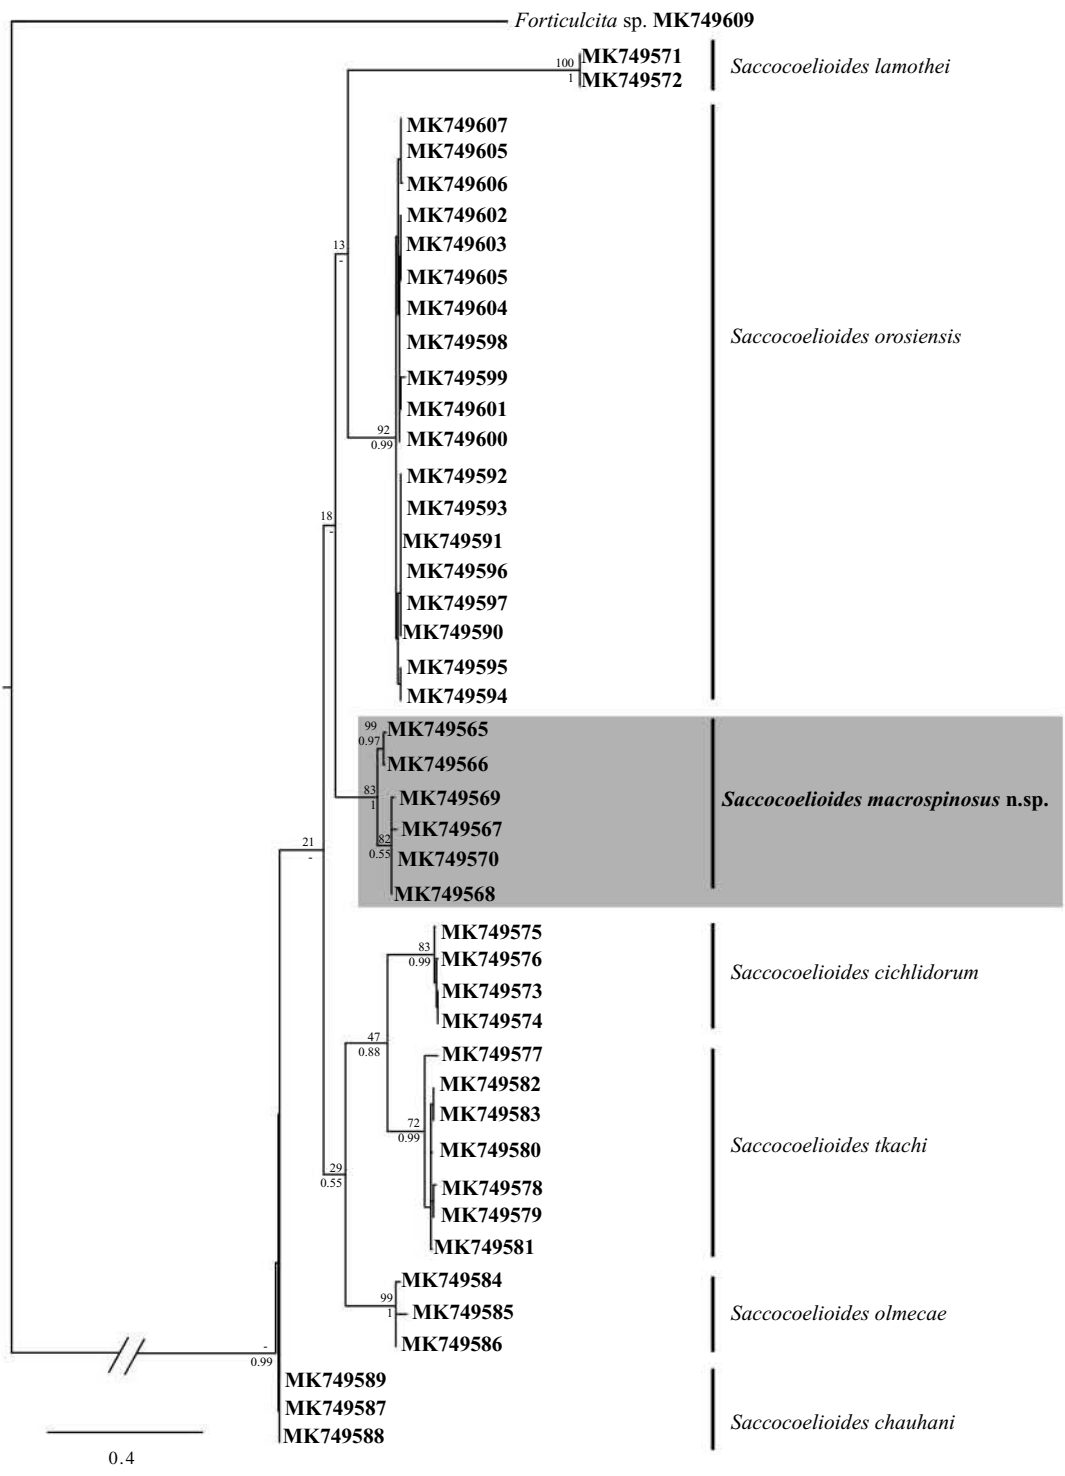 Forticulcita sp. MK749609
100
1
MK749571
MK749572
Saccocoelioides lamothei
MK749607
MK749605
MK749606
MK749602
13
-
MK749603
MK749605
MK749604
MK749598
Saccocoelioides orosiensis
MK749599
MK749601
92
0.99
MK749600
MK749592
MK749593
18
-
MK749591
MK749596
MK749597
MK749590
MK749595
MK749594
99
0.97
MK749565
MK749566
83
1
MK749569
Saccocoelioides macrospinosus n.sp.
MK749567
82
0.55
MK749570
21
-
MK749568
MK749575
83
0.99
MK749576
Saccocoelioides cichlidorum
MK749573
MK749574
47
0.88
MK749577
MK749582
MK749583
72
0.99
MK749580
Saccocoelioides tkachi
29
0.55
MK749578
MK749579
MK749581
MK749584
99
1
MK749585
Saccocoelioides olmecae
MK749586
-
0.99
MK749589
MK749587
Saccocoelioides chauhani
MK749588
0.4